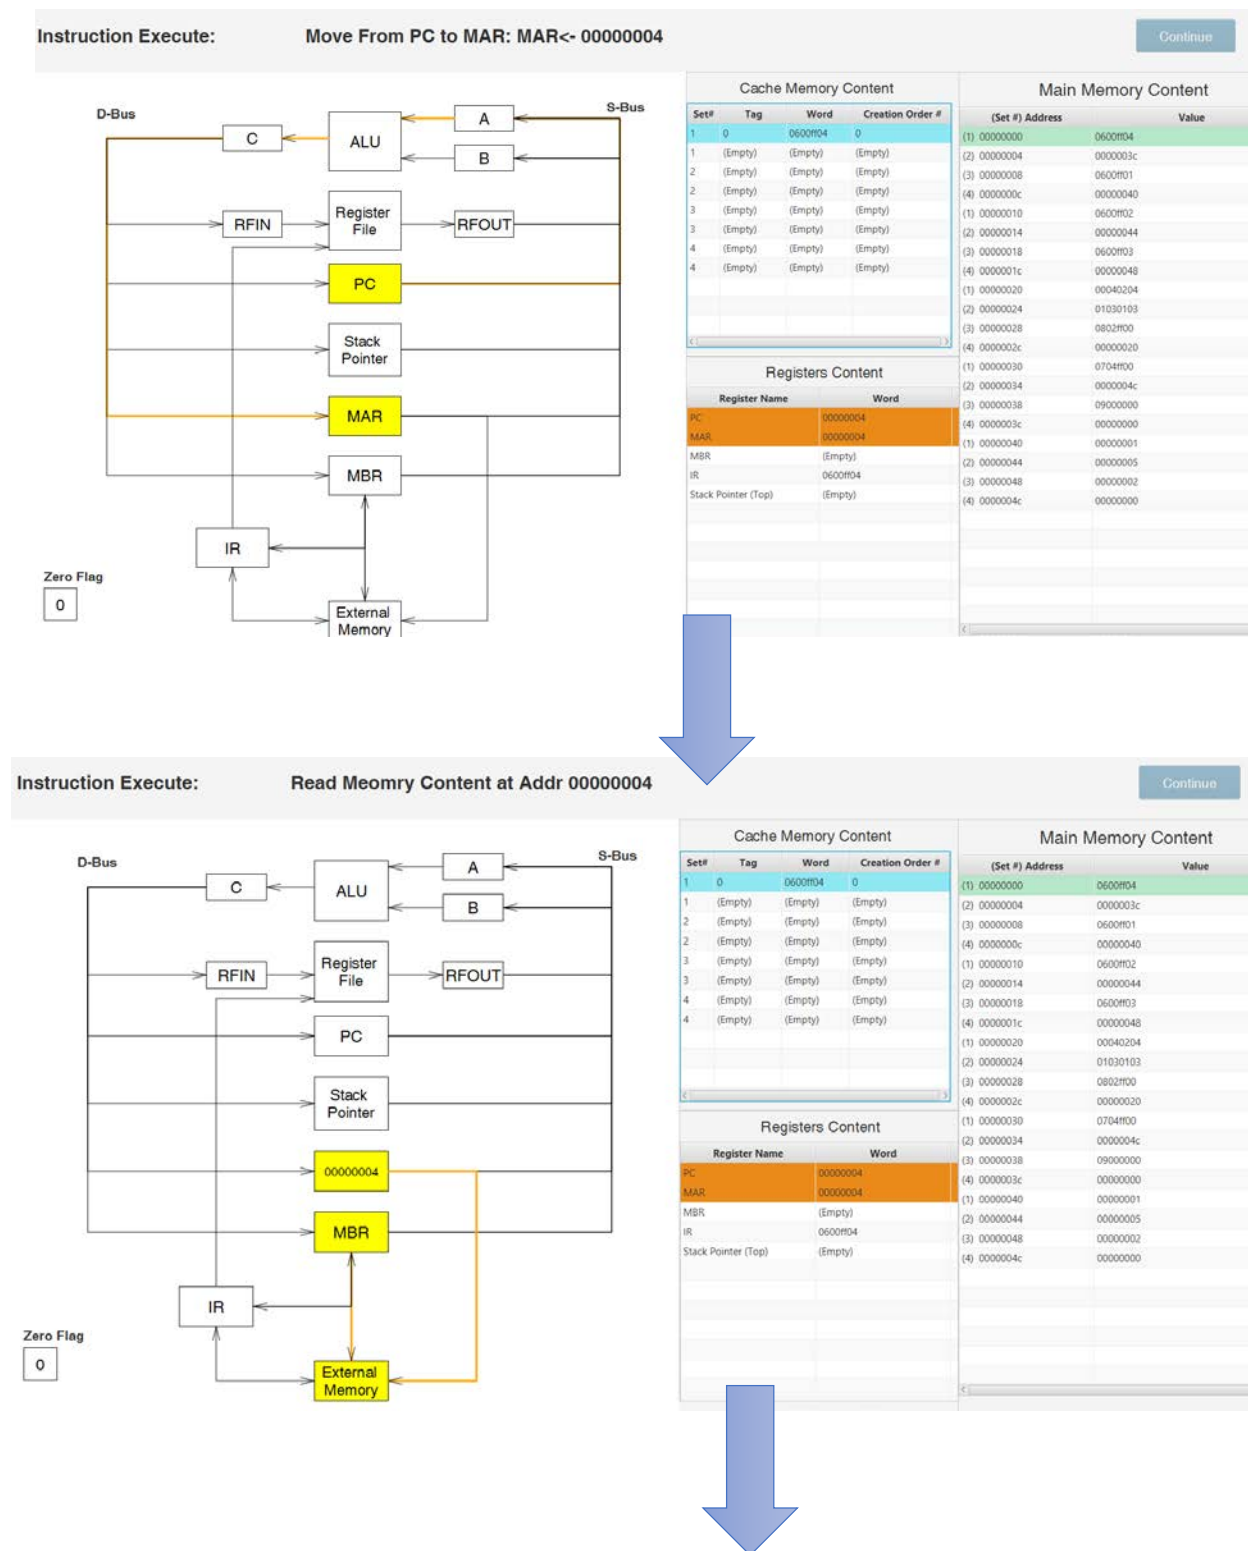 Instruction Execute: Move From PC to MAR: MAR<- 00000004 Continue
D-Bus
S-Bus
A
C
ALU
B
RFIN
Register
File
RFOUT
PC
Stack
Pointer
MAR
MBR
IR
Zero Flag
0
External
Memory
Cache Memory Content
Set# Tag Word Creation Order #
1 0 0600ff04 0
1 (Empty) (Empty) (Empty)
2 (Empty) (Empty) (Empty)
2 (Empty) (Empty) (Empty)
3 (Empty) (Empty) (Empty)
3 (Empty) (Empty) (Empty)
4 (Empty) (Empty) (Empty)
4 (Empty) (Empty) (Empty)
Registers Content
Register Name Word
PC 00000004
MAR 00000004
MBR (Empty)
IR 0600ff04
Stack Pointer (Top) (Empty)
Main Memory Content
(Set #) Address Value
(1) 00000000 0600ff04
(2) 00000004 0000003c
(3) 00000008 0600ff01
(4) 0000000c 00000040
(1) 00000010 0600ff02
(2) 00000014 00000044
(3) 00000018 0600ff03
(4) 0000001c 00000048
(1) 00000020 00040204
(2) 00000024 01030103
(3) 00000028 0802ff00
(4) 0000002c 00000020
(1) 00000030 0704ff00
(2) 00000034 0000004c
(3) 00000038 09000000
(4) 0000003c 00000000
(1) 00000040 00000001
(2) 00000044 00000005
(3) 00000048 00000002
(4) 0000004c 00000000
Instruction Execute: Read Meomry Content at Addr 00000004 Continue
D-Bus
S-Bus
A
C
ALU
B
RFIN
Register
File
RFOUT
PC
Stack
Pointer
00000004
MBR
IR
Zero Flag
0
External
Memory
Cache Memory Content
Set# Tag Word Creation Order #
1 0 0600ff04 0
1 (Empty) (Empty) (Empty)
2 (Empty) (Empty) (Empty)
2 (Empty) (Empty) (Empty)
3 (Empty) (Empty) (Empty)
3 (Empty) (Empty) (Empty)
4 (Empty) (Empty) (Empty)
4 (Empty) (Empty) (Empty)
Registers Content
Register Name Word
PC 00000004
MAR 00000004
MBR (Empty)
IR 0600ff04
Stack Pointer (Top) (Empty)
Main Memory Content
(Set #) Address Value
(1) 00000000 0600ff04
(2) 00000004 0000003c
(3) 00000008 0600ff01
(4) 0000000c 00000040
(1) 00000010 0600ff02
(2) 00000014 00000044
(3) 00000018 0600ff03
(4) 0000001c 00000048
(1) 00000020 00040204
(2) 00000024 01030103
(3) 00000028 0802ff00
(4) 0000002c 00000020
(1) 00000030 0704ff00
(2) 00000034 0000004c
(3) 00000038 09000000
(4) 0000003c 00000000
(1) 00000040 00000001
(2) 00000044 00000005
(3) 00000048 00000002
(4) 0000004c 00000000